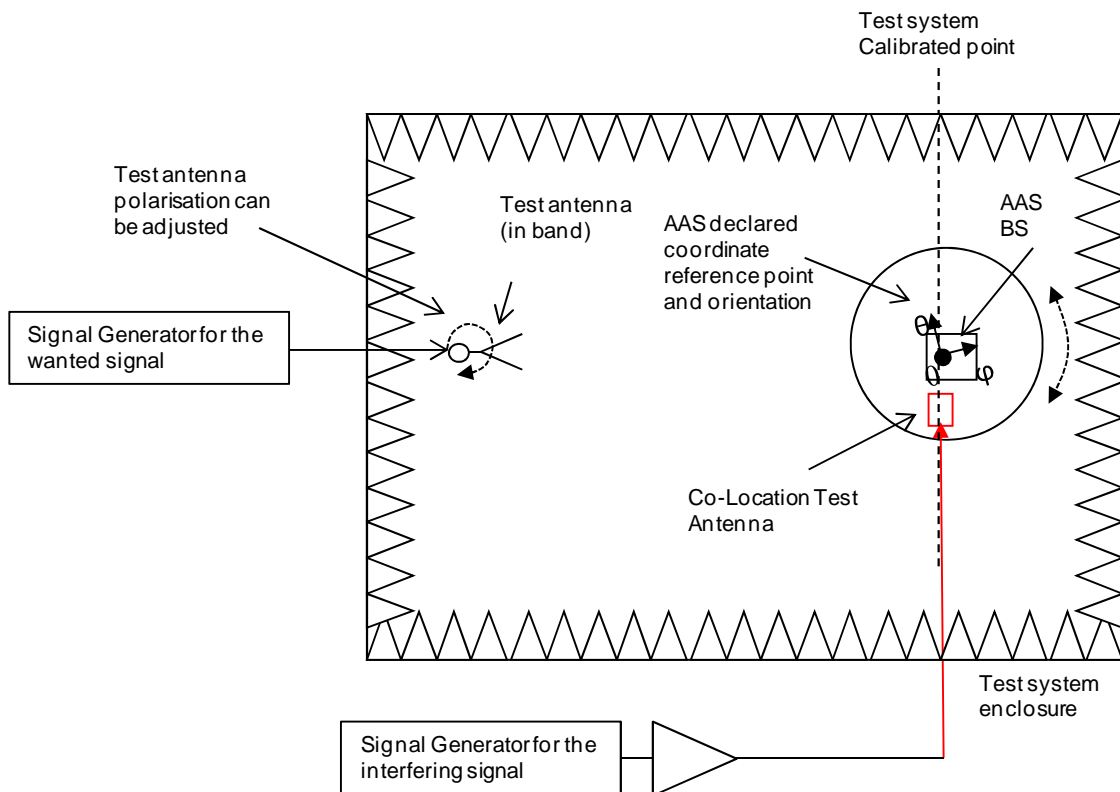 Test system
Calibrated point
Test antenna
polarisation can
be adjusted
Test antenna
(in band)
AAS declared
coordinate
reference point
and orientation
AAS
BS
Signal Generator for the
wanted signal
θ
0
φ
Co-Location Test
Antenna
Test system
enclosure
Signal Generator for the
interfering signal